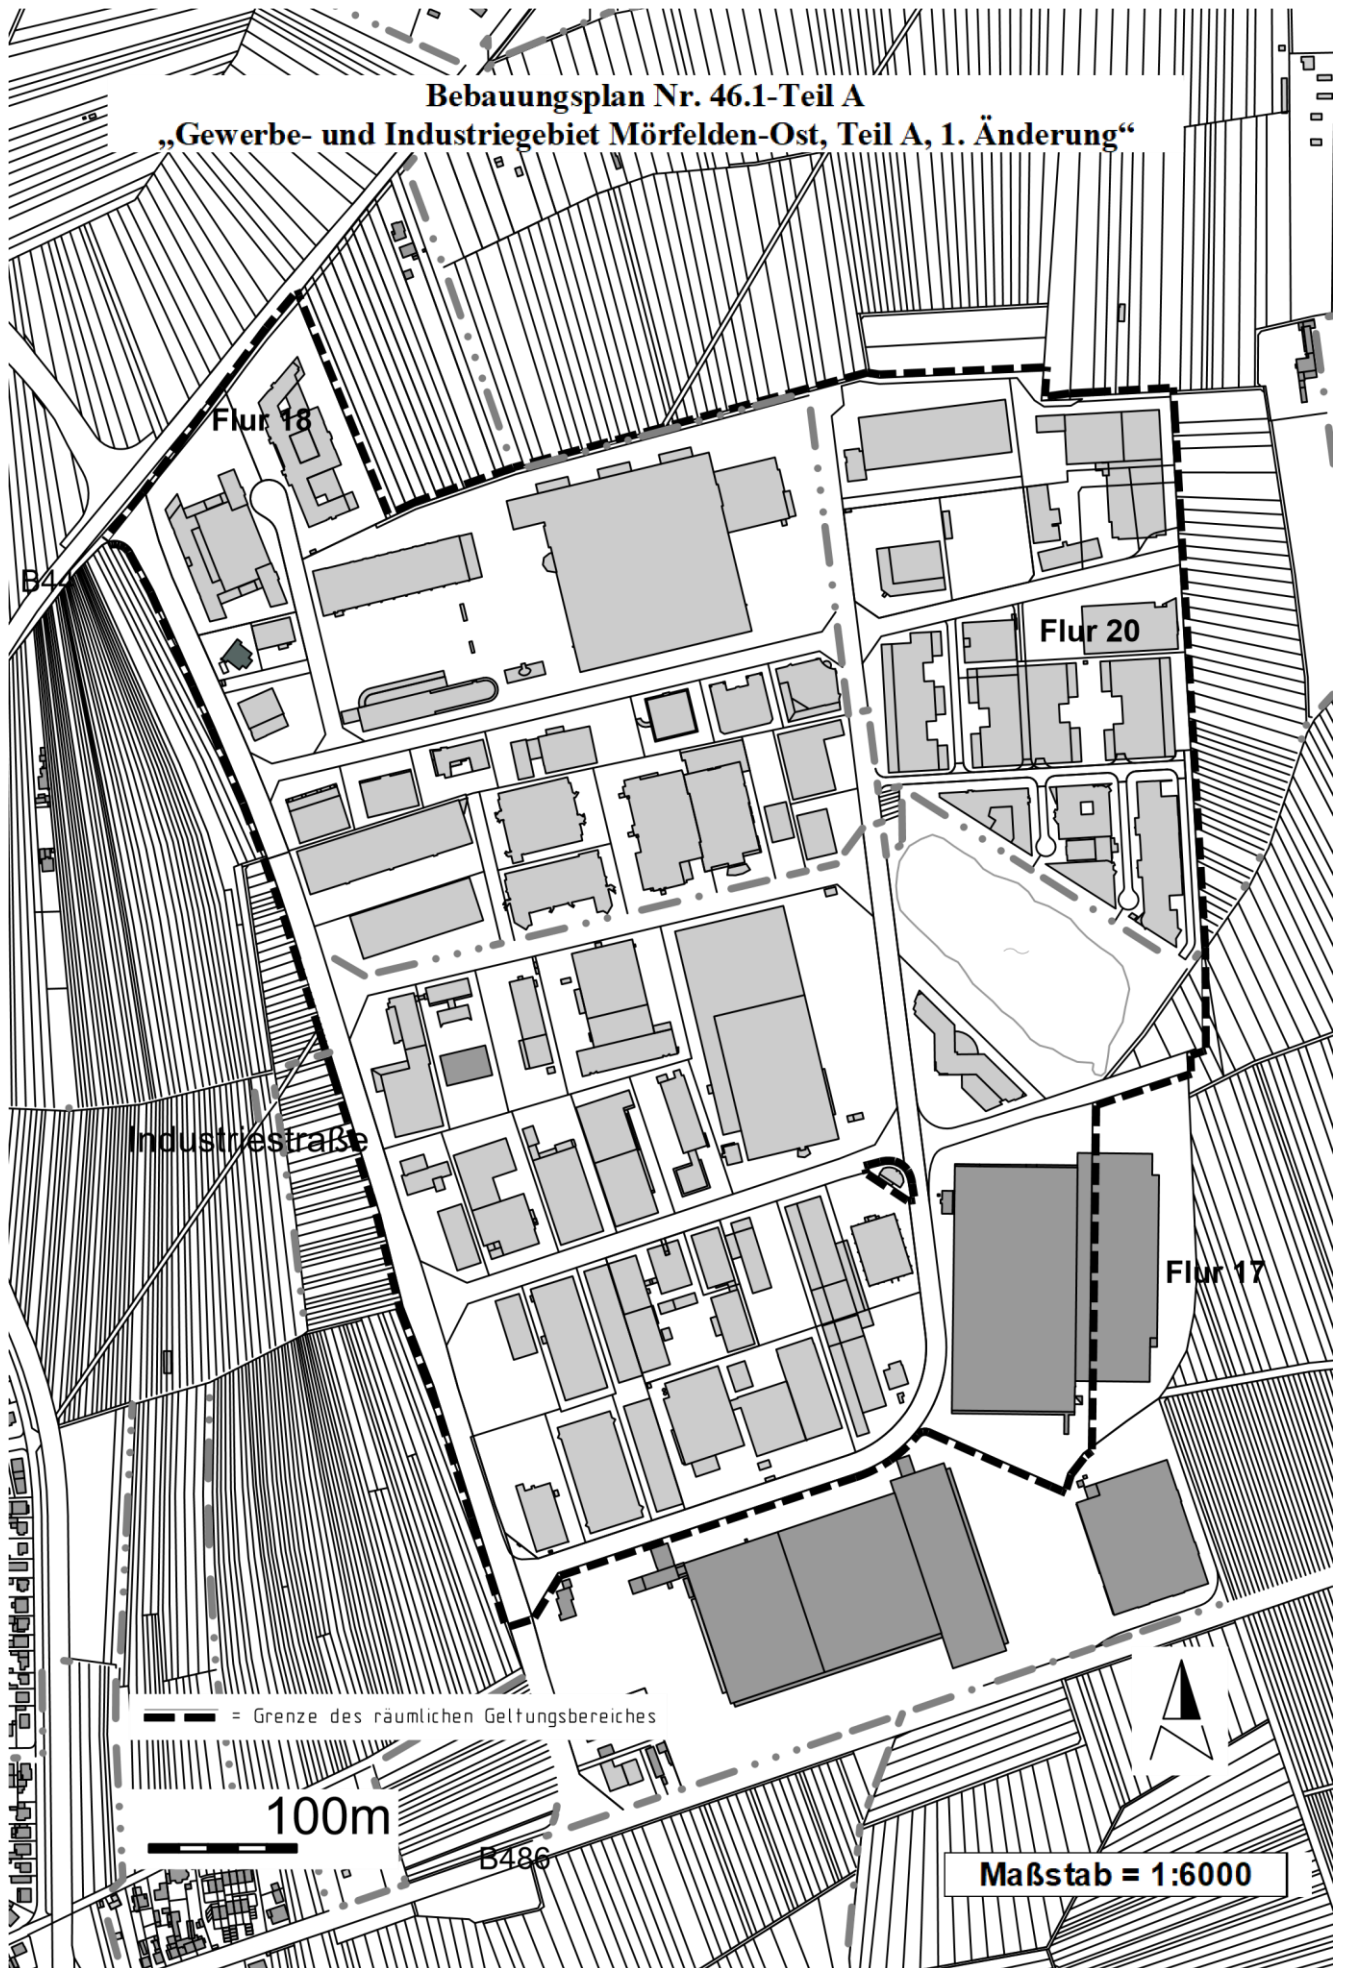 Bebauungsplan Nr. 46.1-Teil A
„Gewerbe- und Industriegebiet Mörfelden-Ost, Teil A, 1. Änderung“
Flur 18
B44
Flur 20
Industriestraße
Flur 17
= Grenze des räumlichen Geltungsbereiches
100m
B486
Maßstab = 1:6000